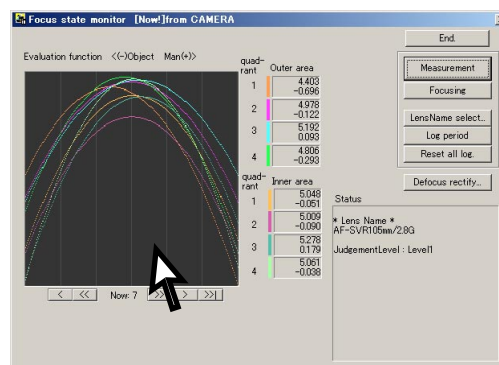 Focus state monitor [Now!]from CAMERA
End.
Evaluation function <(-)Object Man(+)>
quad-
rant Outer area
1 4.403
-0.696
2 4.978
-0.122
3 5.192
0.093
4 4.806
-0.293
quad-
rant Inner area
1 5.048
-0.051
2 5.009
-0.090
3 5.278
0.179
4 5.061
-0.038
< << Now: 7 >> > >>|
Measurement
Focusing
LensName select...
Log period
Reset all log.
Defocus rectify...
Status
* Lens Name *
AF-SVR105mm/2.8G
JudgementLevel : Level1